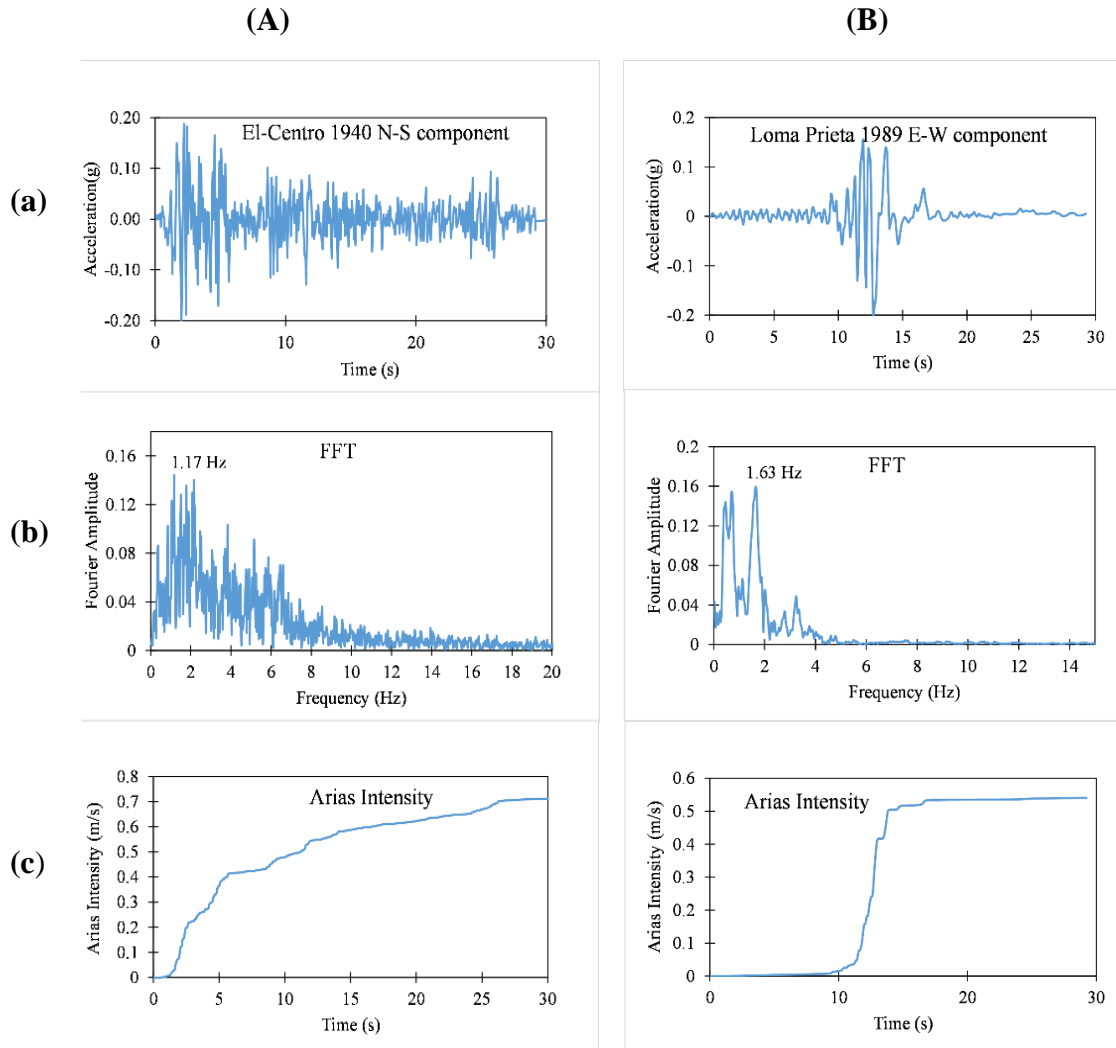 (A)
(B)
(a)
El-Centro 1940 N-S component
Acceleration(g)
0.20
0.10
0.00
-0.10
-0.20
0 10 20 30
Time (s)
Loma Prieta 1989 E-W component
Acceleration(g)
0.2
0.1
0
-0.1
-0.2
0 5 10 15 20 25 30
Time (s)
(b)
FFT
1.17 Hz
Fourier Amplitude
0.16
0.12
0.08
0.04
0
0 2 4 6 8 10 12 14 16 18 20
Frequency (Hz)
FFT
1.63 Hz
Fourier Amplitude
0.2
0.16
0.12
0.08
0.04
0
0 2 4 6 8 10 12 14
Frequency (Hz)
(c)
Arias Intensity
Arias Intensity (m/s)
0.8
0.7
0.6
0.5
0.4
0.3
0.2
0.1
0
0 5 10 15 20 25 30
Time (s)
Arias Intensity
Arias Intensity (m/s)
0.6
0.5
0.4
0.3
0.2
0.1
0
0 10 20 30
Time (s)